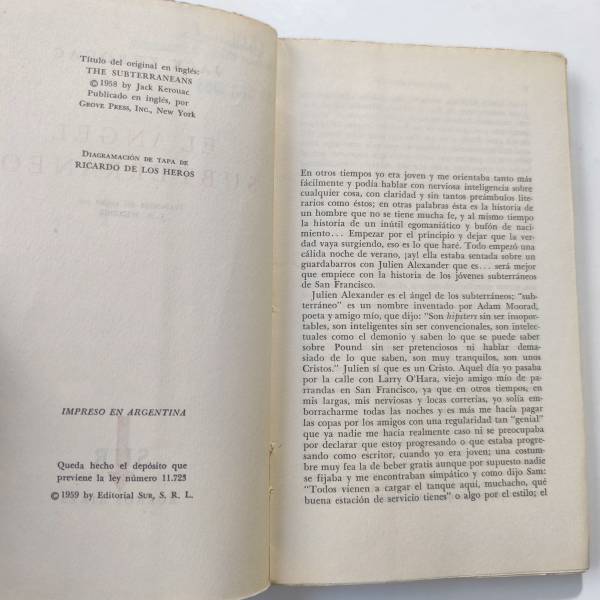 Título del original en inglés:
THE SUBTERRANEANS
© 1958 by Jack Kerouac
Publicado en inglés, por
GROVE PRESS, INC., New York
DIAGRAMACIÓN DE TAPA DE
RICARDO DE LOS HEROS
IMPRESO EN ARGENTINA
Queda hecho el depósito que
previene la ley número 11.723
© 1959 by Editorial SUR, S. R. L.
En otros tiempos yo era joven y me orientaba tanto más
fácilmente y podía hablar con nerviosa inteligencia sobre
cualquier cosa, con claridad y sin tantos preámbulos lite-
rarios como éstos; en otras palabras ésta es la historia de
un hombre que no se tiene mucha fe, y al mismo tiempo
la historia de un inútil egomaniático y bufón de naci-
miento... Empezar por el principio y dejar que la ver-
dad vaya surgiendo, eso es lo que haré. Todo empezó una
cálida noche de verano, ¡ay! ella estaba sentada sobre un
guardabarros con Julien Alexander que es... será mejor
que empiece con la historia de los jóvenes subterráneos
de San Francisco.
Julien Alexander es el ángel de los subterráneos; "sub-
terráneo" es un nombre inventado por Adam Moorad,
poeta y amigo mío, que dijo: "Son hipsters sin ser insopor-
tables, son inteligentes sin ser convencionales, son intelec-
tuales como el demonio y saben lo que se puede saber
sobre Pound sin ser pretenciosos ni hablar dema-
siado de lo que saben, son muy tranquilos, son unos
Cristos." Julien sí que es un Cristo. Aquel día yo pasaba
por la calle con Larry O'Hara, viejo amigo mío de pa-
rrandas en San Francisco, ya que en otros tiempos, en
mis largas, mis nerviosas y locas correrías, yo solía em-
borracharme todas las noches y es más me hacía pagar
las copas por los amigos con una regularidad tan "genial"
que ya nadie me hacía realmente caso ni se preocupaba
por declarar que estoy progresando o que estaba progre-
sando como escritor, cuando yo era joven; una costum-
bre muy fea la de beber gratis aunque por supuesto nadie
se fijaba y me encontraban simpático y como dijo Sam:
"Todos vienen a cargar el tanque aquí, muchacho, qué
buena estación de servicio tienes" o algo por el estilo; el